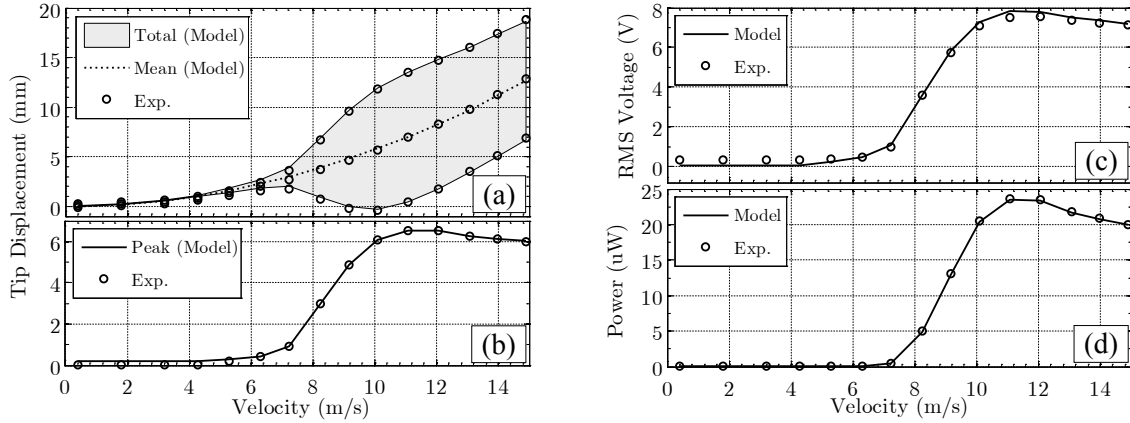 Tip Displacement (mm)
20
15
10
5
0
Total (Model)
Mean (Model)
Exp.
(a)
6
4
2
0
Peak (Model)
Exp.
(b)
0 2 4 6 8 10 12 14
Velocity (m/s)
RMS Voltage (V)
8
6
4
2
0
Model
Exp.
(c)
Power (uW)
25
20
15
10
5
0
Model
Exp.
(d)
0 2 4 6 8 10 12 14
Velocity (m/s)